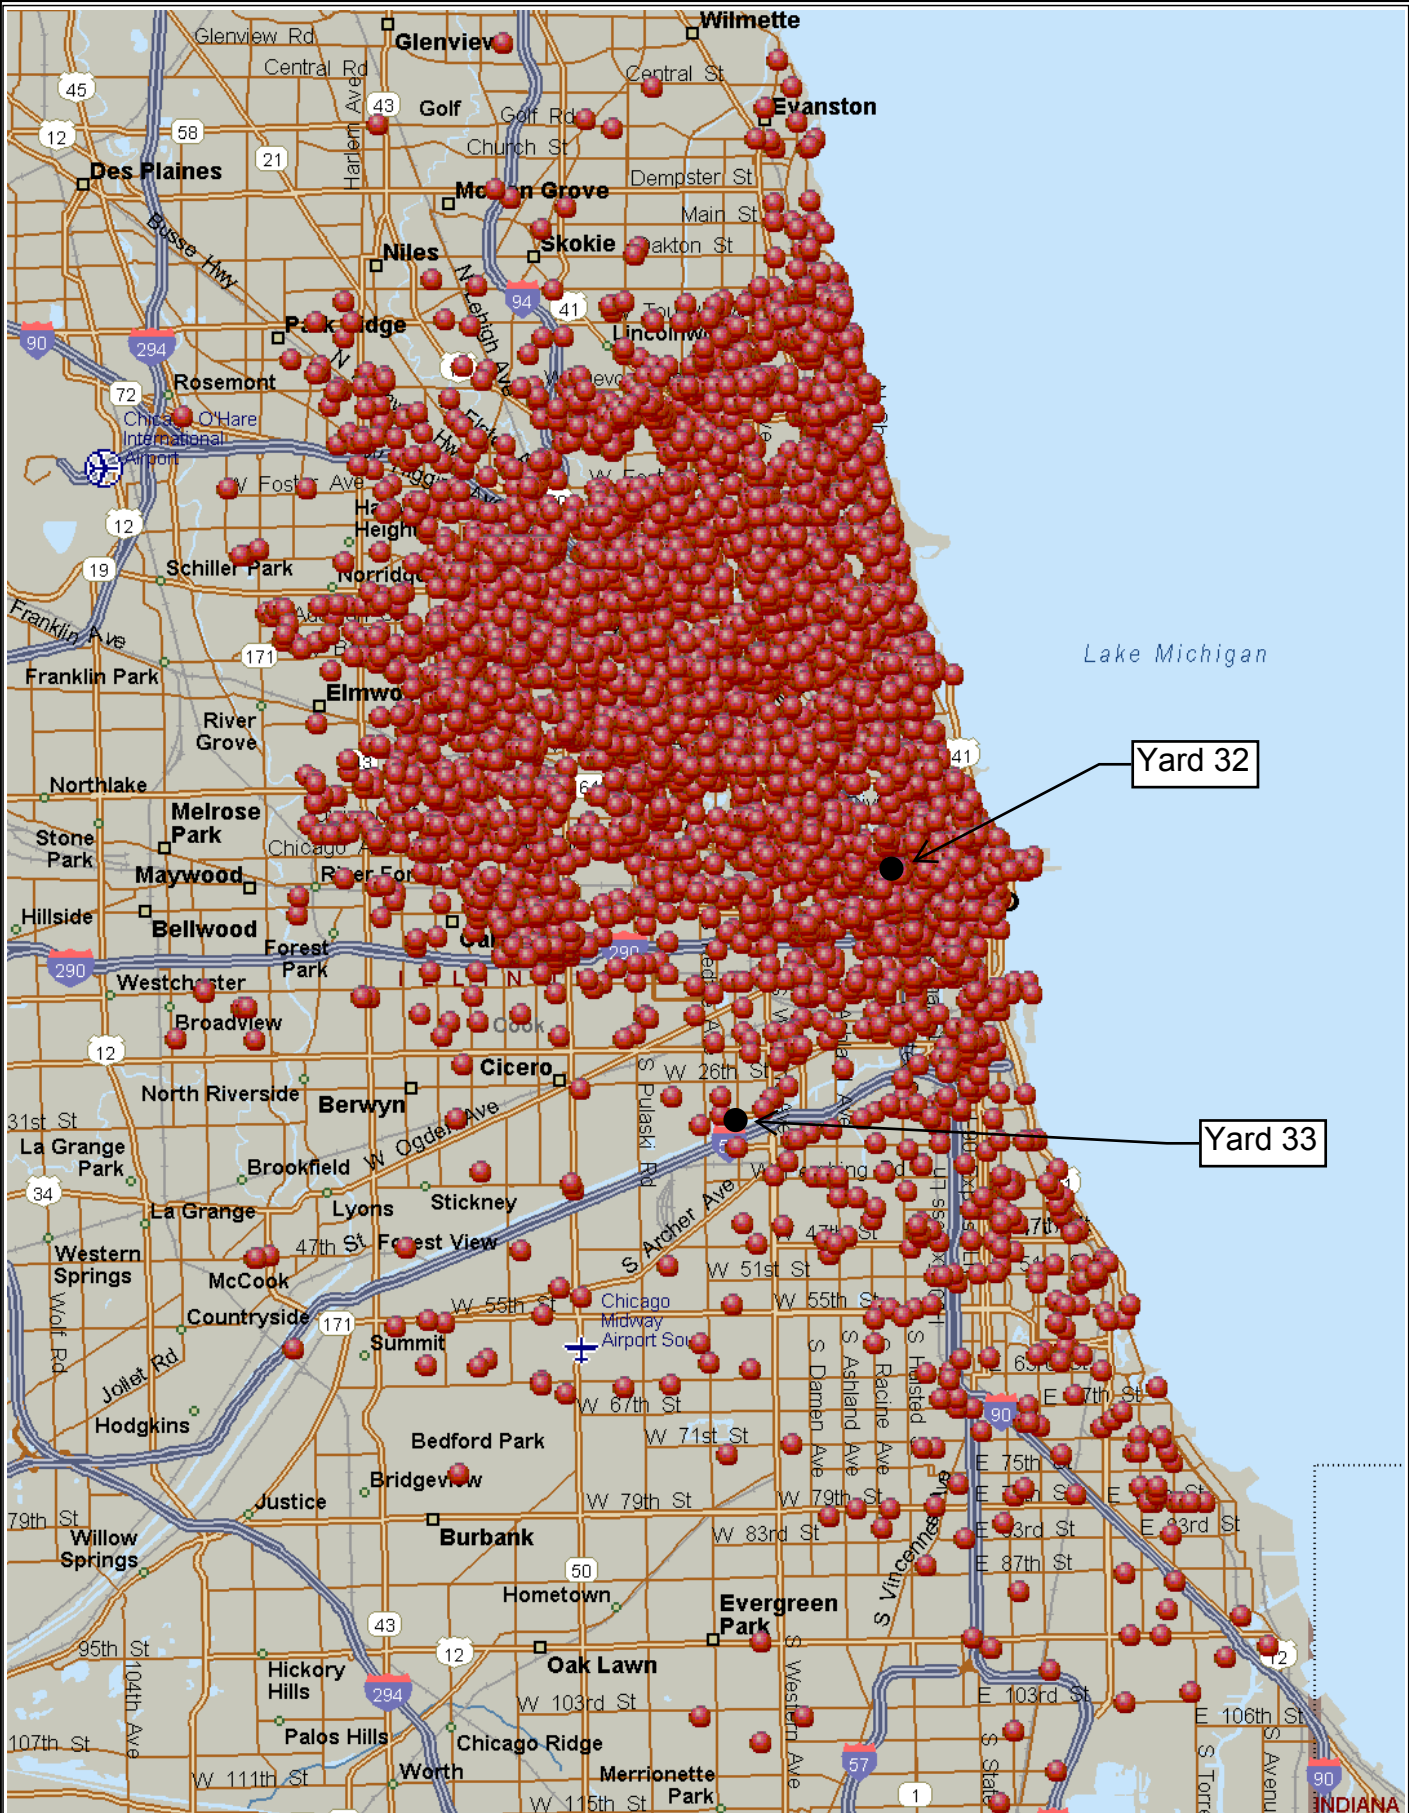 Wilmette
Glenview Rd
Glenview
Central Rd
Central St
45
Harlem Ave
43
Golf
Golf Rd
Evanston
12
58
Church St
21
Des Plaines
Dempster St
Grove
Main St
Busse Hwy
Skokie
Oakton St
Niles
N Lehigh Ave
94
41
90
294
Rosemont
72
O'Hare
International
Airport
W Foster Ave
12
19
Schiller Park
Franklin Ave
171
Franklin Park
Lake Michigan
River
Grove
41
Yard 32
Northlake
Melrose
Park
Stone
Park
Chicago
Maywood
Hillside
Bellwood
Forest
Park
290
290
Westchester
Broadview
Cook
12
Cicero
W 26th St
North Riverside
Berwyn
S Pulaski Rd
31st St
W Ogden Ave
Yard 33
La Grange
Park
Brookfield
34
Stickney
Lyons
La Grange
S Archer Ave
47th St
Forest View
Western
Springs
McCook
W 51st St
Countryside
W 55th St
Chicago
Midway
Airport
W 55th St
171
Summit
Wolf Rd
Joliet Rd
S Damen Ave
S Ashland Ave
S Racine Ave
S Halsted
W 67th St
90
Hodgkins
Bedford Park
W 71st St
Bridgeview
E 75th St
Justice
W 79th St
W 79th St
79th St
Willow
Springs
Burbank
W 83rd St
E 83rd St
E 83rd St
S Vincennes Ave
E 87th St
50
Hometown
Evergreen
Park
43
95th St
12
Oak Lawn
12
104th Ave
Hickory
Hills
294
W 103rd St
S Western Ave
E 103rd St
E 106th St
Palos Hills
107th St
Chicago Ridge
57
Worth
W 111th St
Merrionette
Park
1
90
W 115th St
INDIANA